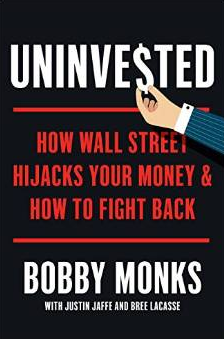 UNINVE$TED
HOW WALL STREET
HIJACKS YOUR MONEY &
HOW TO FIGHT BACK
BOBBY MONKS
WITH JUSTIN JAFFE AND BREE LACASSE